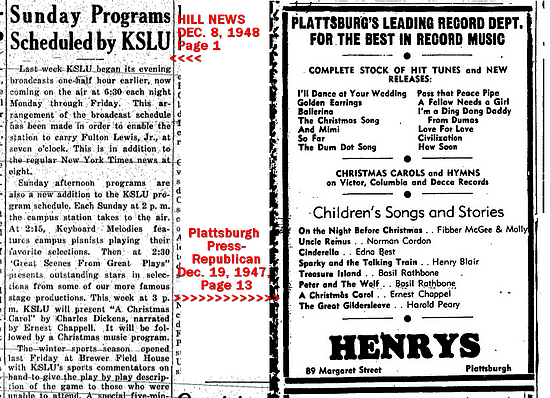 Sunday Programs
Scheduled by KSLU
Last week KSLU began its evening
broadcasts one-half hour earlier, now
coming on the air at 6:30 each night
Monday through Friday. This ar-
rangement of the broadcast schedule
has been made in order to enable the
station to carry Fulton Lewis, Jr., at
seven o'clock. This is in addition to
the regular New York Times news at
eight.
Sunday afternoon programs are
also a new addition to the KSLU pro-
gram schedule. Each Sunday at 2 p. m.
the campus station takes to the air.
At 2:15, Keyboard Melodies fea-
tures campus pianists playing their
favorite selections. Then at 2:30
"Great Scenes From Great Plays"
presents outstanding stars in selec-
tions from some of our more famous
stage productions. This week at 3 p.
m. KSLU will present "A Christmas
Carol" by Charles Dickens, narrated
by Ernest Chappell. It will be fol-
lowed by a Christmas music program.
The winter sports season opened
last Friday at Brewer Field House
with KSLU's sports commentators on
hand to give the play by play descrip-
tion of the game to those who were
unable to attend. A special five-min-
HILL NEWS
DEC. 8, 1948
Page 1
<<<<
Plattsburgh
Press-
Republican
Dec. 19, 1947,
Page 13
>>>>>>>>>>>>>
PLATTSBURG'S LEADING RECORD DEPT.
FOR THE BEST IN RECORD MUSIC
COMPLETE STOCK OF HIT TUNES and NEW
RELEASES:
I'll Dance at Your Wedding
Golden Earrings
Ballerina
The Christmas Song
And Mimi
So Far
The Dum Dot Song
Pass that Peace Pipe
A Fellow Needs a Girl
I'm a Ding Dong Daddy
From Dumas
Love For Love
Civilization
How Soon
CHRISTMAS CAROLS and HYMNS
on Victor, Columbia and Decca Records
Children's Songs and Stories
On the Night Before Christmas . . Fibber McGee & Molly
Uncle Remus . . Norman Cordon
Cinderella . . Edna Best
Sparky and the Talking Train . . Henry Blair
Treasure Island . . Basil Rathbone
Peter and The Wolf . . Basil Rathbone
A Christmas Carol . . Ernest Chappel
The Great Gildersleeve . . Harold Peary
HENRYS
89 Margaret Street Plattsburgh